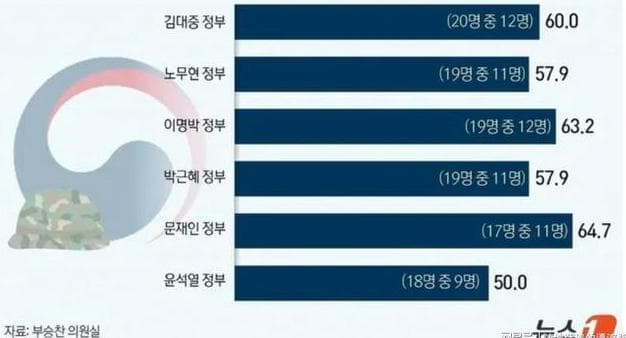 김대중 정부 (20명 중 12명) 60.0
노무현 정부 (19명 중 11명) 57.9
이명박 정부 (19명 중 12명) 63.2
박근혜 정부 (19명 중 11명) 57.9
문재인 정부 (17명 중 11명) 64.7
윤석열 정부 (18명 중 9명) 50.0
자료: 부승찬 의원실
뉴스1